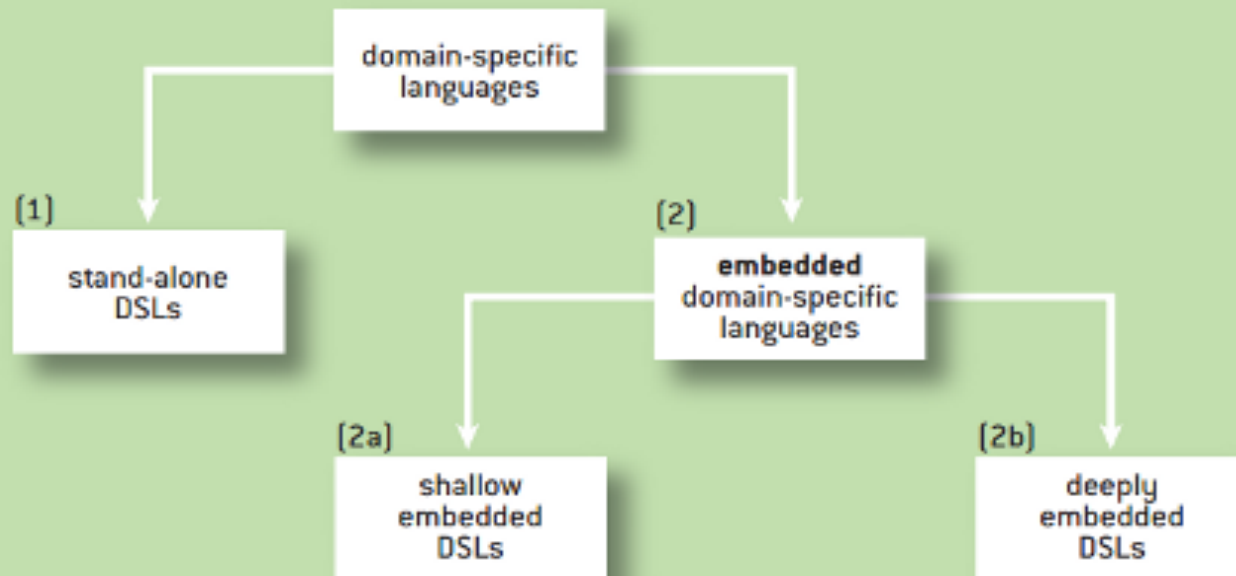 domain-specific
languages
(1)
stand-alone
DSLs
(2)
embedded
domain-specific
languages
(2a)
shallow
embedded
DSLs
(2b)
deeply
embedded
DSLs